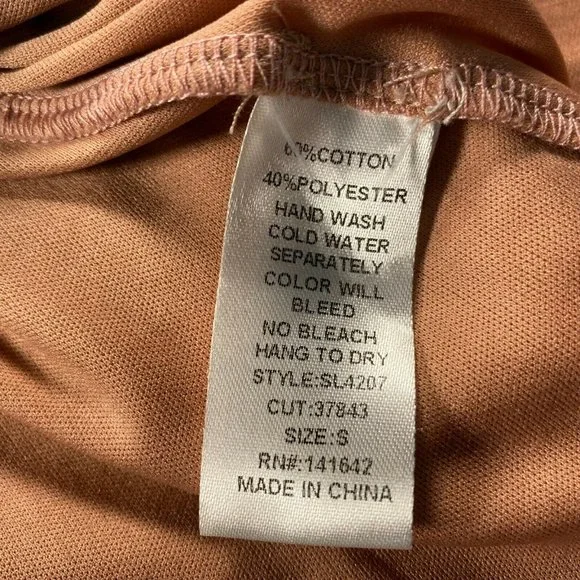 60%COTTON
40%POLYESTER
HAND WASH
COLD WATER
SEPARATELY
COLOR WILL
BLEED
NO BLEACH
HANG TO DRY
STYLE:SL4207
CUT:37843
SIZE:S
RN#:141642
MADE IN CHINA